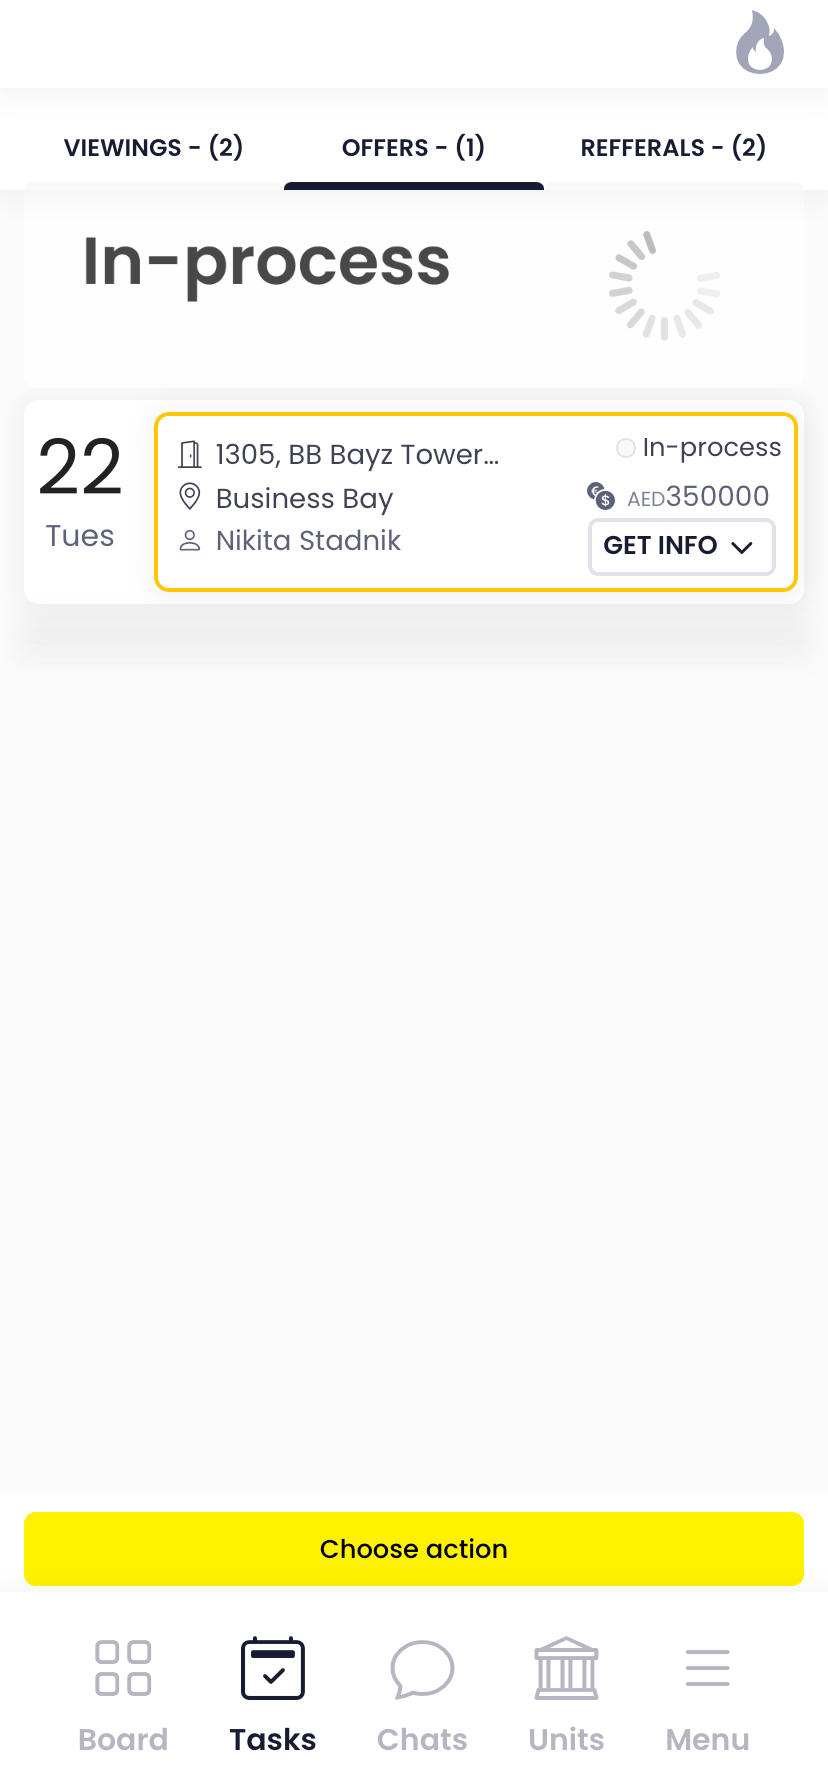 VIEWINGS - (2) OFFERS - (1) REFFERALS - (2)
In-process
22
Tues
1305, BB Bayz Tower...
Business Bay
Nikita Stadnik
In-process
AED350000
GET INFO
Choose action
Board Tasks Chats Units Menu